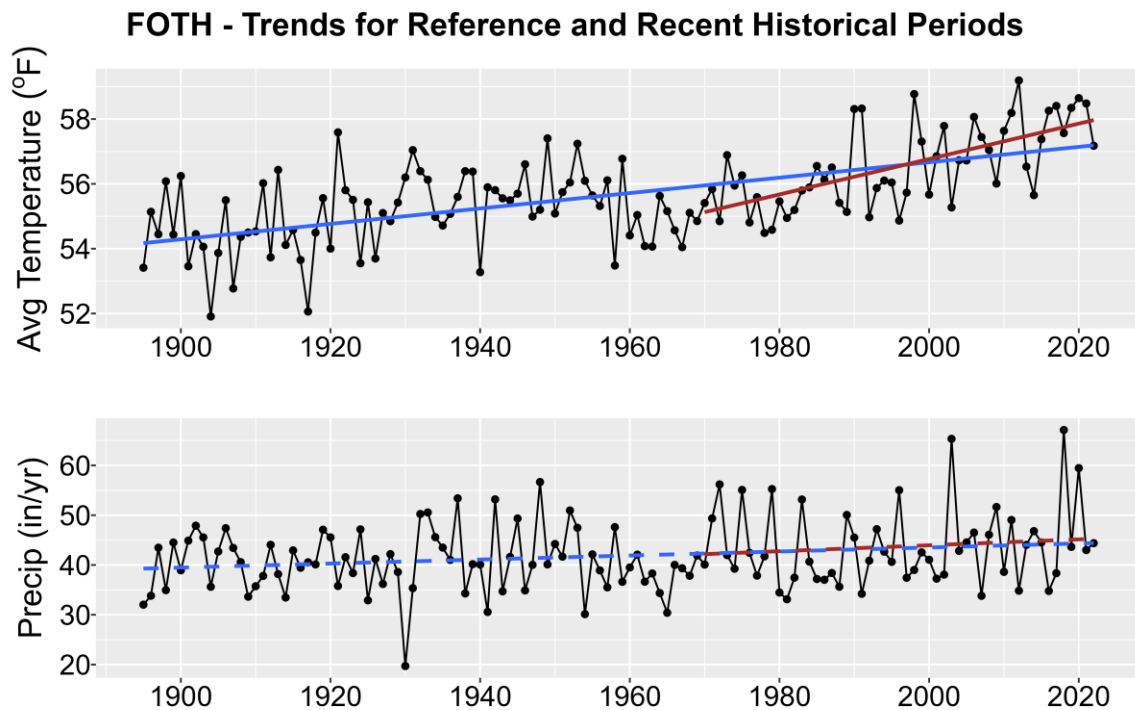 FOTH - Trends for Reference and Recent Historical Periods
Avg Temperature (ºF)
58
56
54
52
1900 1920 1940 1960 1980 2000 2020
Precip (in/yr)
60
50
40
30
20
1900 1920 1940 1960 1980 2000 2020